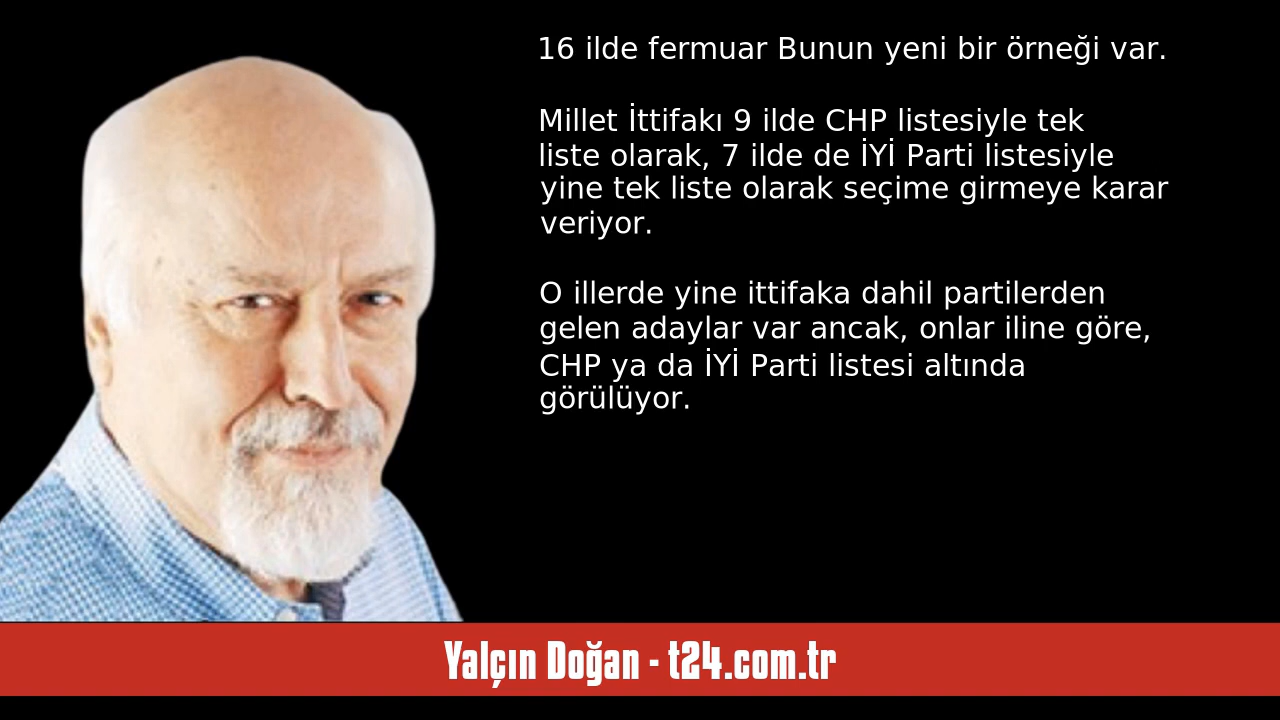 16 ilde fermuar Bunun yeni bir örneği var.
Millet İttifakı 9 ilde CHP listesiyle tek
liste olarak, 7 ilde de İYİ Parti listesiyle
yine tek liste olarak seçime girmeye karar
veriyor.
O illerde yine ittifaka dahil partilerden
gelen adaylar var ancak, onlar iline göre,
CHP ya da İYİ Parti listesi altında
görülüyor.
Yalçın Doğan - t24.com.tr